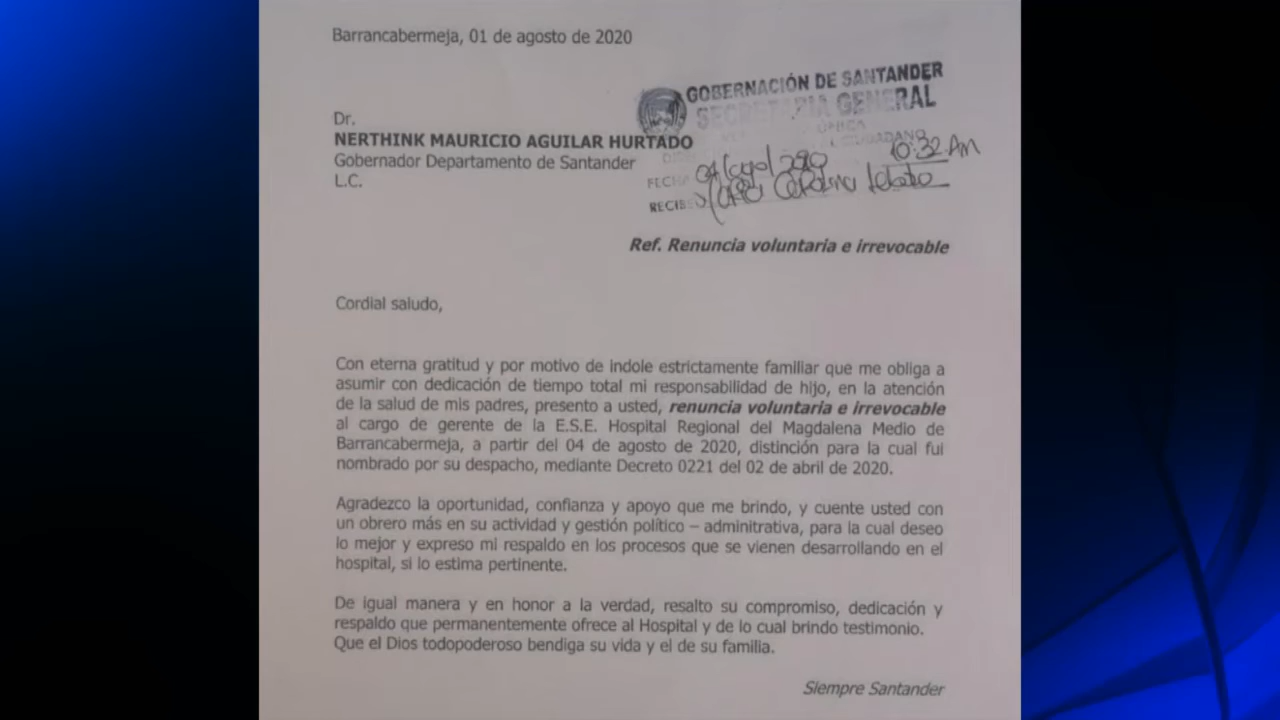 Barrancabermeja, 01 de agosto de 2020
GOBERNACIÓN DE SANTANDER
SECRETARIA GENERAL
Dr.
NERTHINK MAURICIO AGUILAR HURTADO
Gobernador Departamento de Santander
L.C.
10:32 Am
Ref. Renuncia voluntaria e irrevocable
Cordial saludo,
Con eterna gratitud y por motivo de indole estrictamente familiar que me obliga a
asumir con dedicación de tiempo total mi responsabilidad de hijo, en la atención
de la salud de mis padres, presento a usted, renuncia voluntaria e irrevocable
al cargo de gerente de la E.S.E. Hospital Regional del Magdalena Medio de
Barrancabermeja, a partir del 04 de agosto de 2020, distinción para la cual fui
nombrado por su despacho, mediante Decreto 0221 del 02 de abril de 2020.
Agradezco la oportunidad, confianza y apoyo que me brindo, y cuente usted con
un obrero más en su actividad y gestión político – adminitrativa, para la cual deseo
lo mejor y expreso mi respaldo en los procesos que se vienen desarrollando en el
hospital, si lo estima pertinente.
De igual manera y en honor a la verdad, resalto su compromiso, dedicación y
respaldo que permanentemente ofrece al Hospital y de lo cual brindo testimonio.
Que el Dios todopoderoso bendiga su vida y el de su familia.
Siempre Santander